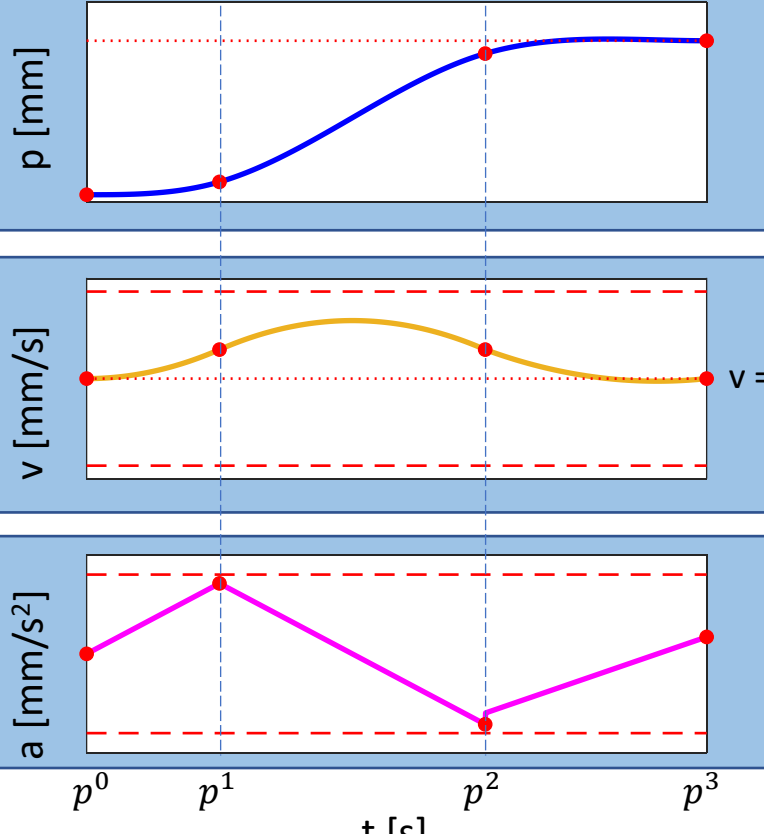 p [mm]
v [mm/s]
v =
a [mm/s²]
p⁰ p¹ p² p³
t [s]